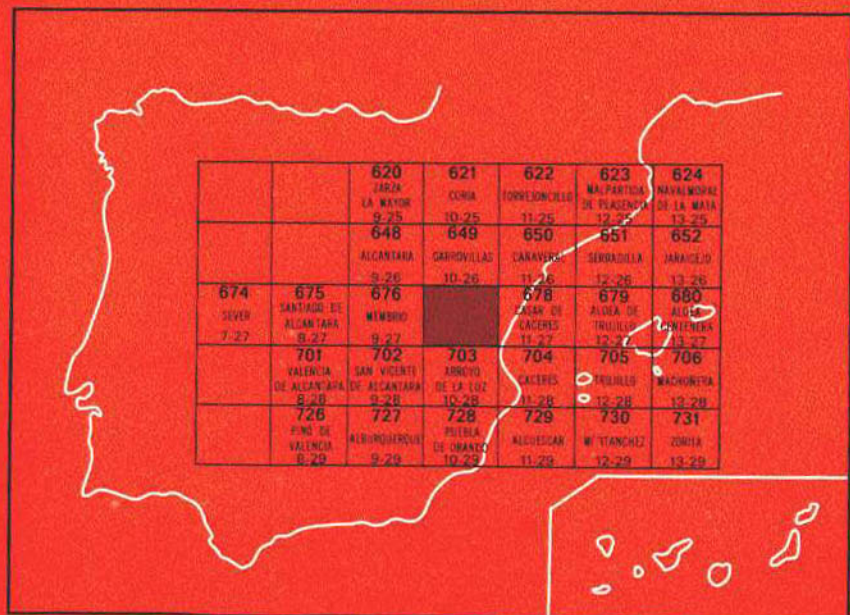 620 621 622 623 624
ZARZA LA MAYOR CORIA TORREJONCILLO MALPARTIDA DE PLASENCIA NAVALMORAL DE LA MATA
9-25 10-25 11-25 12-25 13-25
648 649 650 651 652
ALCANTARA GARROVILLAS CAÑAVERAL SERRADILLA JARAICEJO
9-26 10-26 11-26 12-26 13-26
674 675 676 678 679 680
SEVER SANTIAGO DE ALCANTARA MEMBRIO CASAR DE CACERES ALDEA DE TRUJILLO ALDEA CENTENERA
7-27 8-27 9-27 11-27 12-27 13-27
701 702 703 704 705 706
VALENCIA DE ALCANTARA SAN VICENTE DE ALCANTARA ARROYO DE LA LUZ CACERES TRUJILLO MADROÑERA
8-28 9-28 10-28 11-28 12-28 13-28
726 727 728 729 730 731
PINO DE VALENCIA ALBURQUERQUE PUEBLA DE OBANDO ALCUESCAR MONTANCHEZ ZORITA
8-29 9-29 10-29 11-29 12-29 13-29